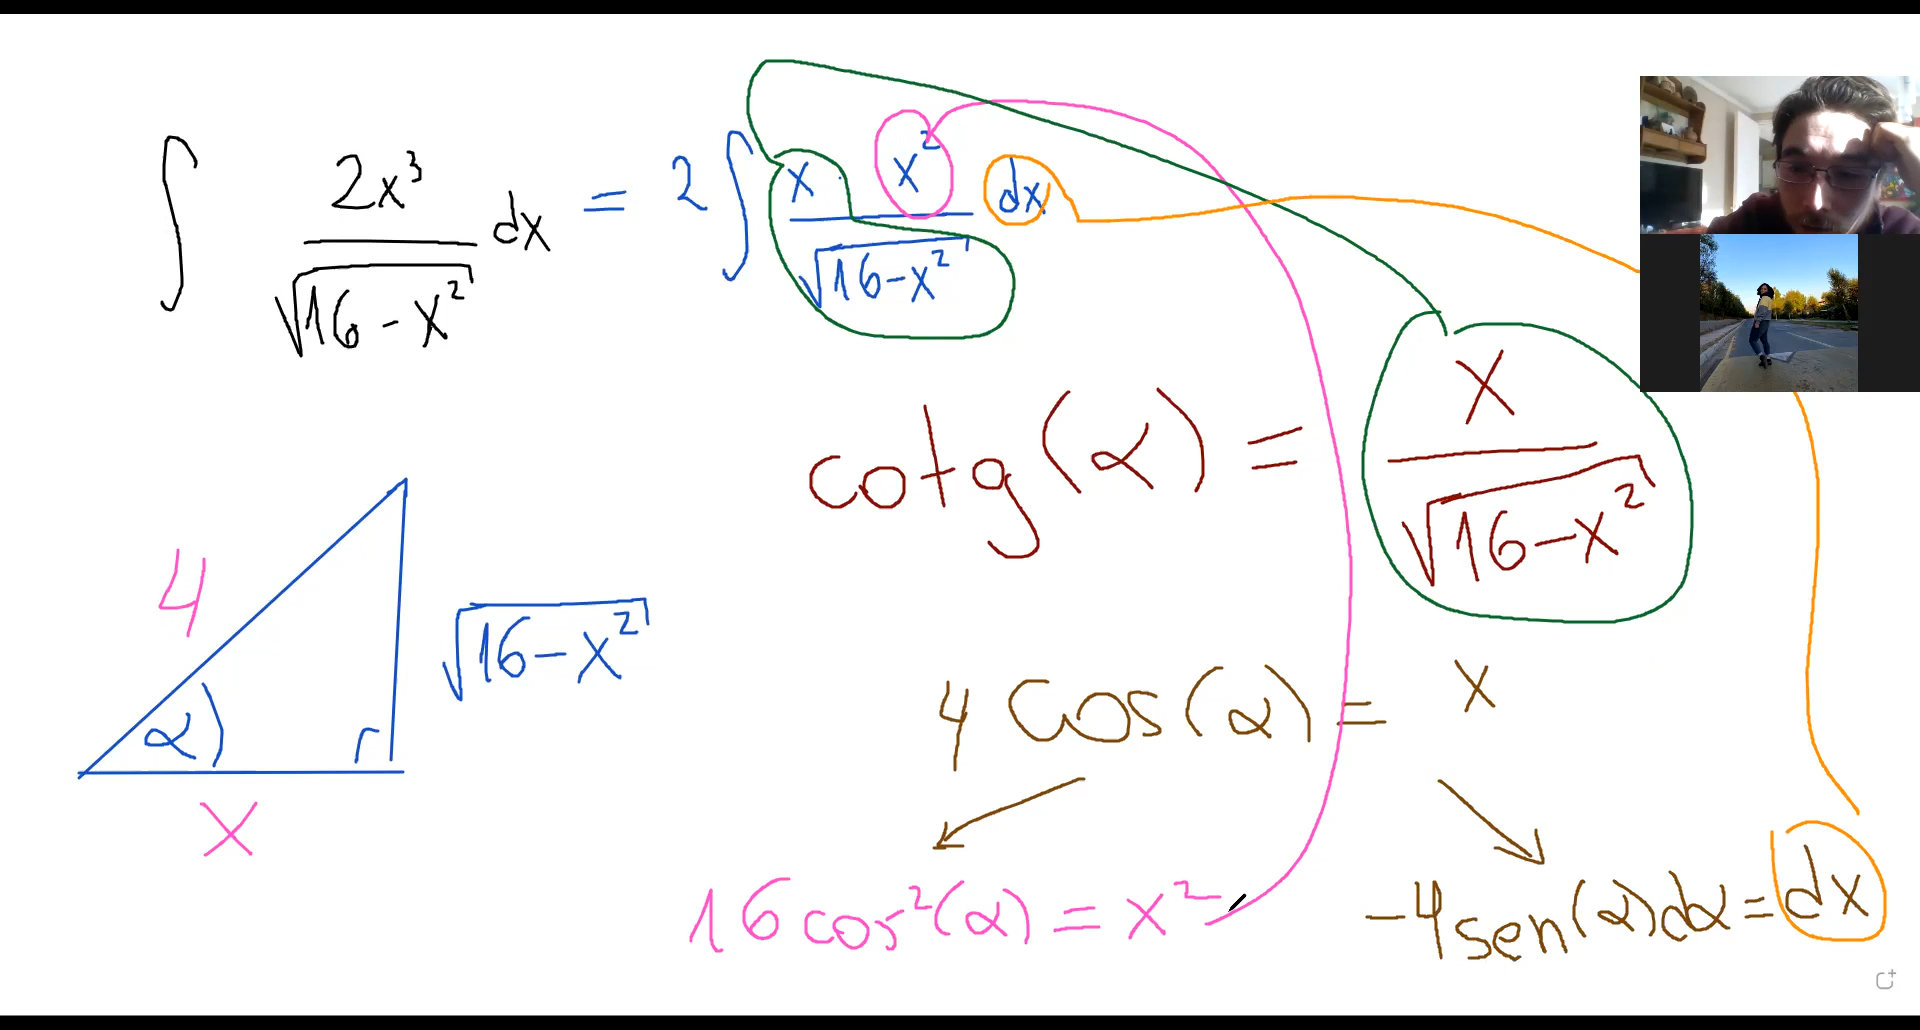 ∫ 2x³ / √(16-x²) dx = 2 ∫ x x² / √(16-x²) dx
cotg(α) = x / √(16-x²)
4
√(16-x²)
α
x
4 cos(α) = x
16 cos²(α) = x²
-4 sen(α) dα = dx